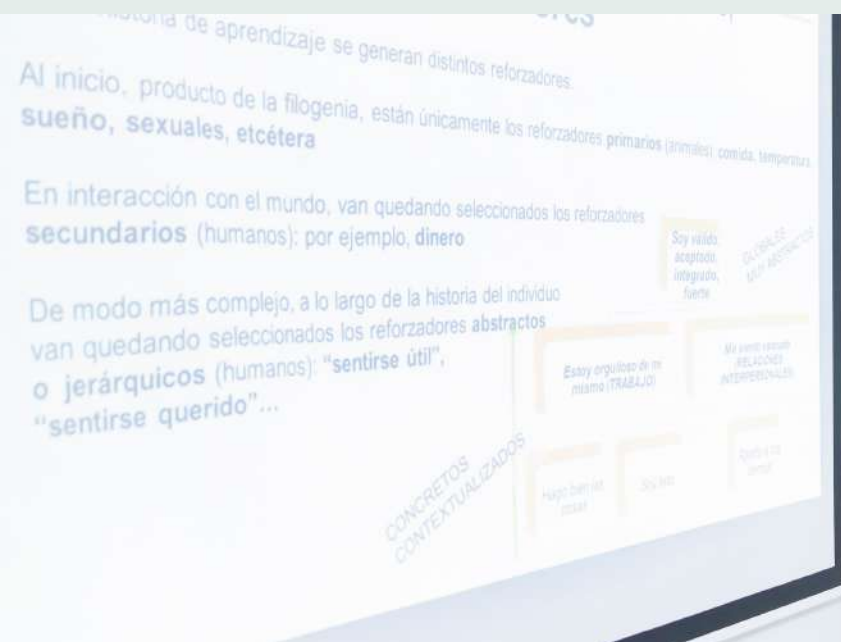 historia de aprendizaje se generan distintos reforzadores.
Al inicio, producto de la filogenia, están únicamente los reforzadores primarios (animales): comida, temperatura,
sueño, sexuales, etcétera
En interacción con el mundo, van quedando seleccionados los reforzadores
secundarios (humanos): por ejemplo, dinero
De modo más complejo, a lo largo de la historia del individuo
van quedando seleccionados los reforzadores abstractos
o jerárquicos (humanos): “sentirse útil”,
“sentirse querido”...
Soy válido,
aceptado,
integrado,
fuerte
GLOBALES
MUY ABSTRACTOS
Estoy orgulloso de mi
mismo (TRABAJO)
Me siento
RELACIONES
INTERPERSONALES
CONCRETOS
CONTEXTUALIZADOS
Hago bien las
cosas
Soy